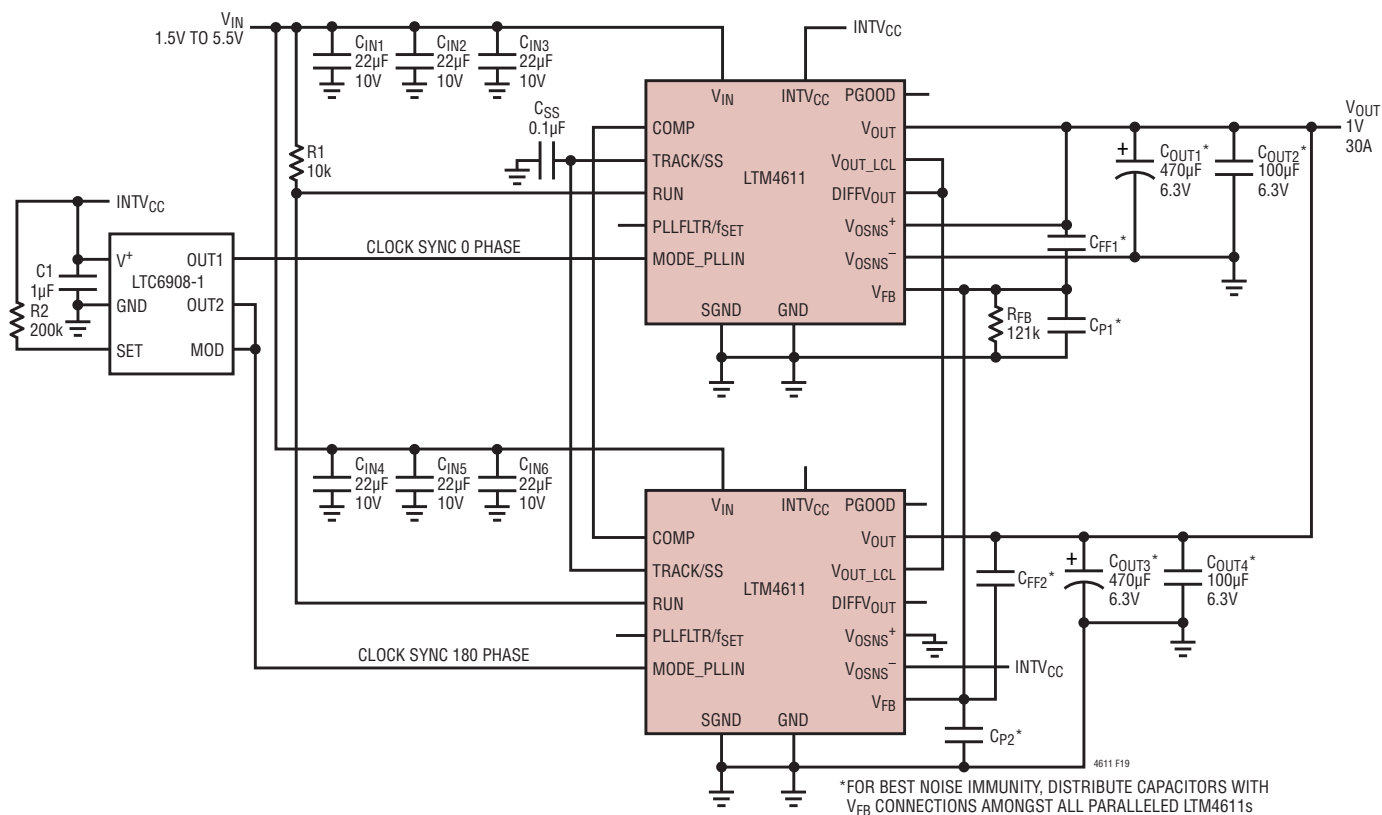 VIN
1.5V TO 5.5V
CIN1
22µF
10V
CIN2
22µF
10V
CIN3
22µF
10V
INTVCC
CSS
0.1µF
R1
10k
VIN
INTVCC
PGOOD
COMP
VOUT
TRACK/SS
VOUT_LCL
LTM4611
RUN
DIFFVOUT
PLLFLTR/fSET
VOSNS+
MODE_PLLIN
VOSNS–
VFB
SGND
GND
VOUT
1V
30A
+
COUT1*
470µF
6.3V
COUT2*
100µF
6.3V
CFF1*
RFB
121k
CP1*
INTVCC
V+
OUT1
LTC6908-1
GND
OUT2
SET
MOD
C1
1µF
R2
200k
CLOCK SYNC 0 PHASE
CIN4
22µF
10V
CIN5
22µF
10V
CIN6
22µF
10V
VIN
INTVCC
PGOOD
COMP
VOUT
TRACK/SS
VOUT_LCL
LTM4611
RUN
DIFFVOUT
PLLFLTR/fSET
VOSNS+
MODE_PLLIN
VOSNS–
INTVCC
VFB
SGND
GND
CLOCK SYNC 180 PHASE
CFF2*
+
COUT3*
470µF
6.3V
COUT4*
100µF
6.3V
CP2*
4611 F19
*FOR BEST NOISE IMMUNITY, DISTRIBUTE CAPACITORS WITH
VFB CONNECTIONS AMONGST ALL PARALLELED LTM4611s